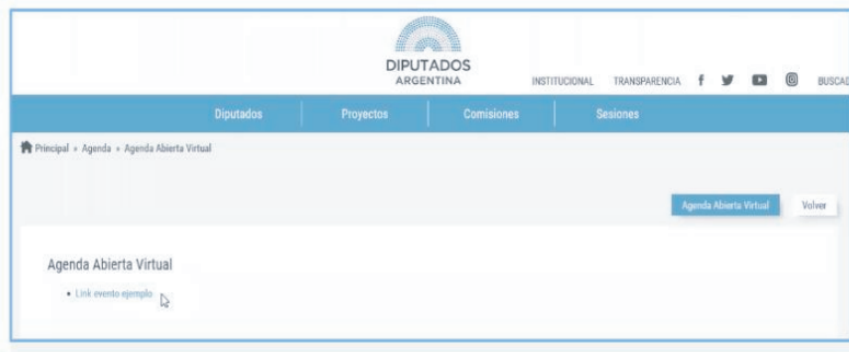 DIPUTADOS
ARGENTINA
INSTITUCIONAL TRANSPARENCIA BUSCAD
Diputados Proyectos Comisiones Sesiones
Principal » Agenda » Agenda Abierta Virtual
Agenda Abierta Virtual Volver
Agenda Abierta Virtual
• Link evento ejemplo